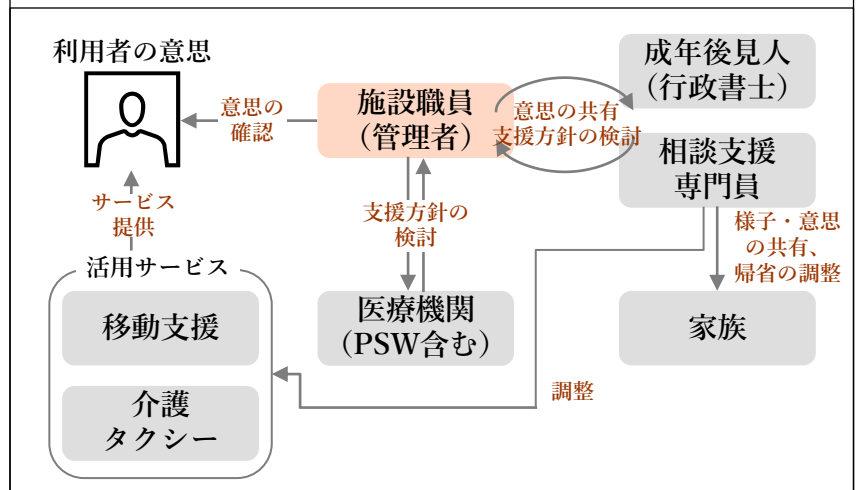 利用者の意思
意思の
確認
施設職員
（管理者）
意思の共有
支援方針の検討
成年後見人
（行政書士）
相談支援
専門員
サービス
提供
支援方針の
検討
様子・意思
の共有、
帰省の調整
活用サービス
移動支援
介護
タクシー
医療機関
（PSW含む）
家族
調整